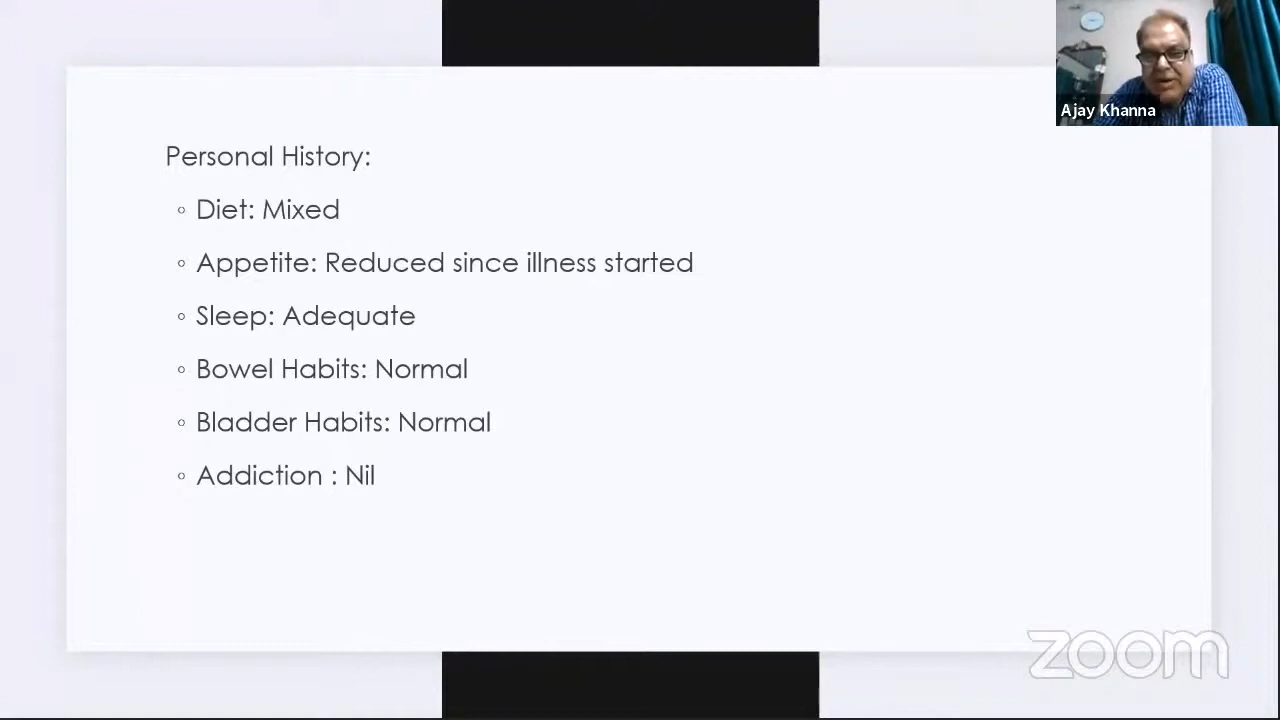 Ajay Khanna
Personal History:
◦ Diet: Mixed
◦ Appetite: Reduced since illness started
◦ Sleep: Adequate
◦ Bowel Habits: Normal
◦ Bladder Habits: Normal
◦ Addiction : Nil
zoom